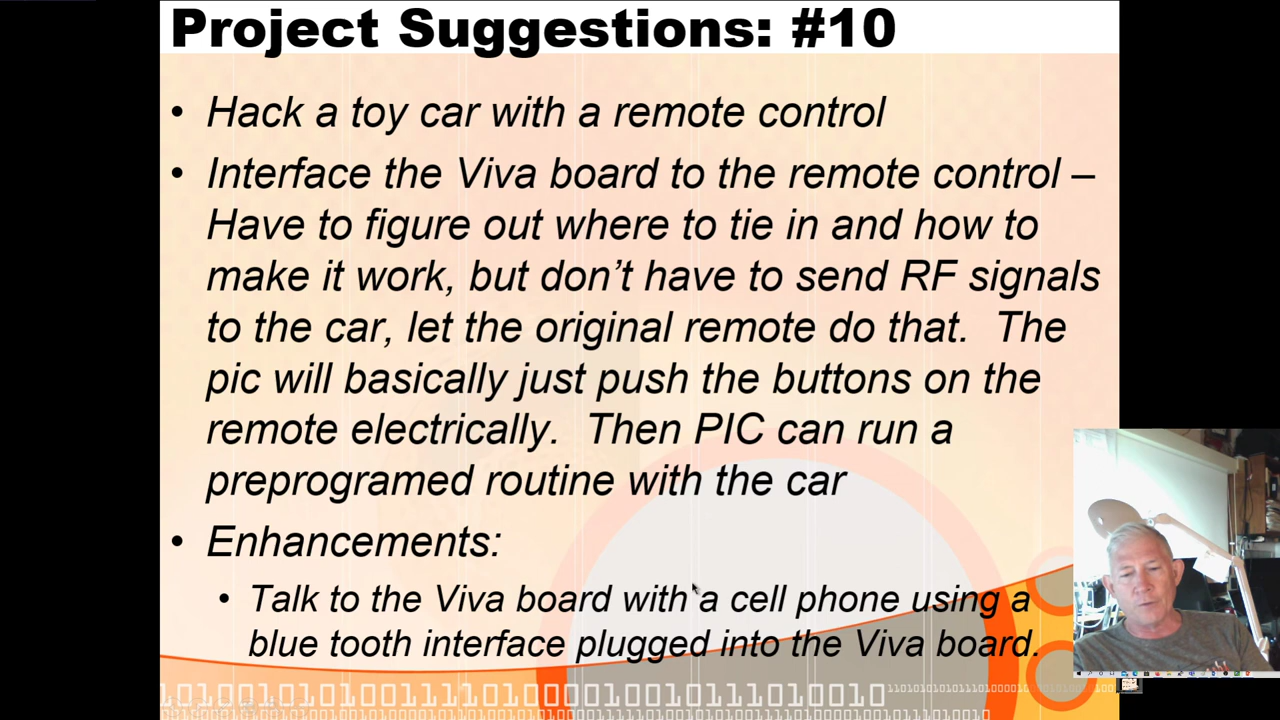 Project Suggestions: #10
• Hack a toy car with a remote control
• Interface the Viva board to the remote control –
Have to figure out where to tie in and how to
make it work, but don't have to send RF signals
to the car, let the original remote do that. The
pic will basically just push the buttons on the
remote electrically. Then PIC can run a
preprogramed routine with the car
• Enhancements:
• Talk to the Viva board with a cell phone using a
blue tooth interface plugged into the Viva board.